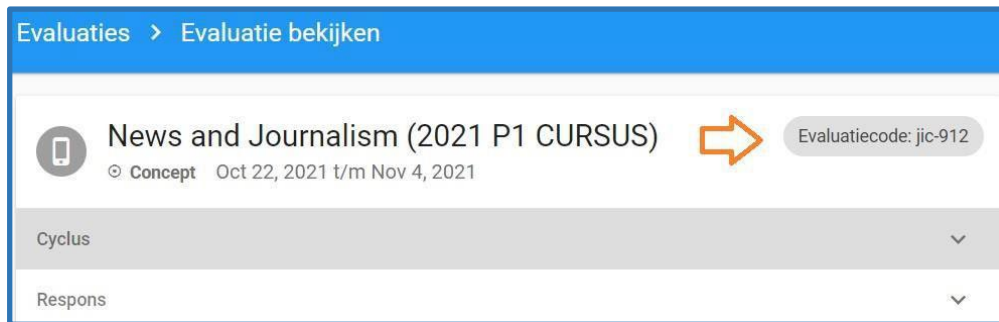 Evaluaties > Evaluatie bekijken
News and Journalism (2021 P1 CURSUS)
Evaluatiecode: jic-912
Concept Oct 22, 2021 t/m Nov 4, 2021
Cyclus
Respons